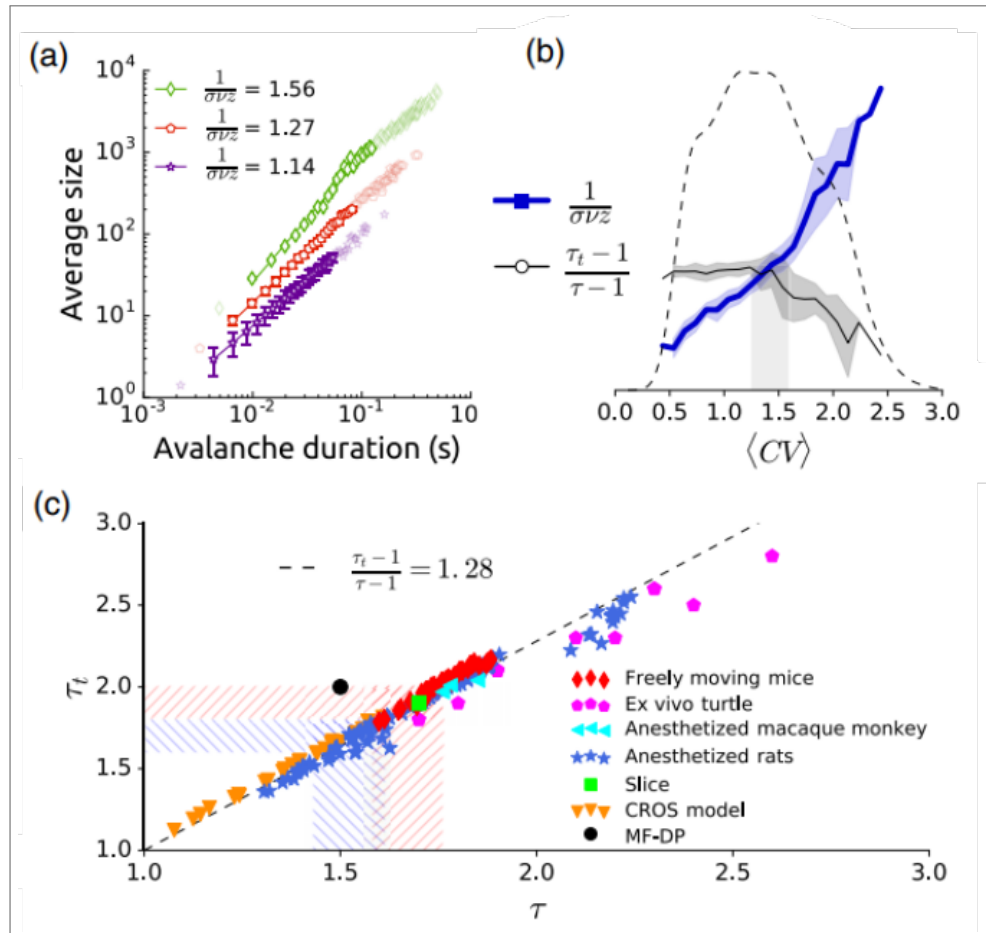 (a)
10^4
10^3
10^2
10^1
10^0
Average size
1/σνz = 1.56
1/σνz = 1.27
1/σνz = 1.14
10^-3 10^-2 10^-1 10
Avalanche duration (s)
(b)
1/σνz
τ_t − 1/τ − 1
0.0 0.5 1.0 1.5 2.0 2.5 3.0
⟨CV⟩
(c)
3.0
2.5
2.0
1.5
1.0
τ_t
τ_t − 1/τ − 1 = 1.28
Freely moving mice
Ex vivo turtle
Anesthetized macaque monkey
Anesthetized rats
Slice
CROS model
MF-DP
1.0 1.5 2.0 2.5 3.0
τ